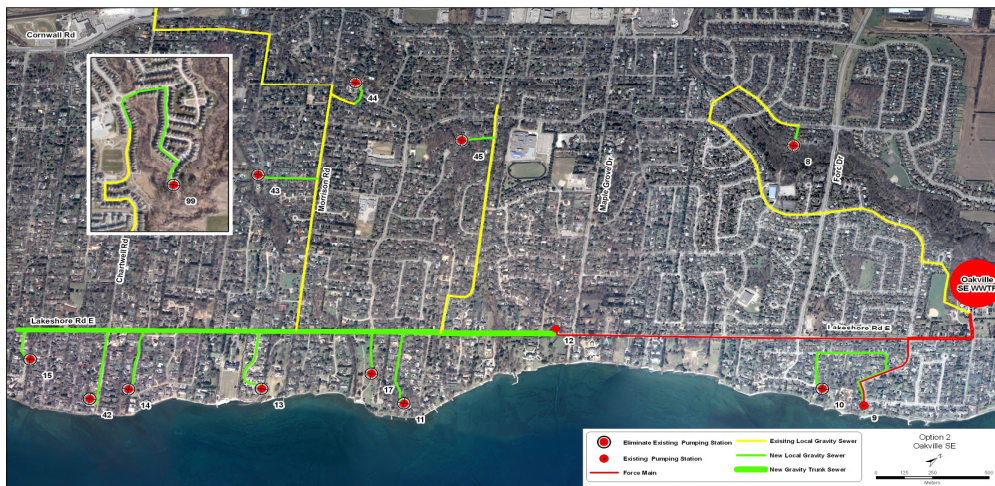 Cornwall Rd
44
45
8
43
Morrison Rd
Maple Grove Dr
Ford Dr
99
Chartwell Rd
Oakville
SE WWTP
Lakeshore Rd E
Lakeshore Rd E
12
15
42
14
13
17
11
10
9
Eliminate Existing Pumping Station
Existing Pumping Station
Force Main
Exisitng Local Gravity Sewer
New Local Gravity Sewer
New Gravity Trunk Sewer
Option 2
Oakville SE
0 125 250 500
Meters